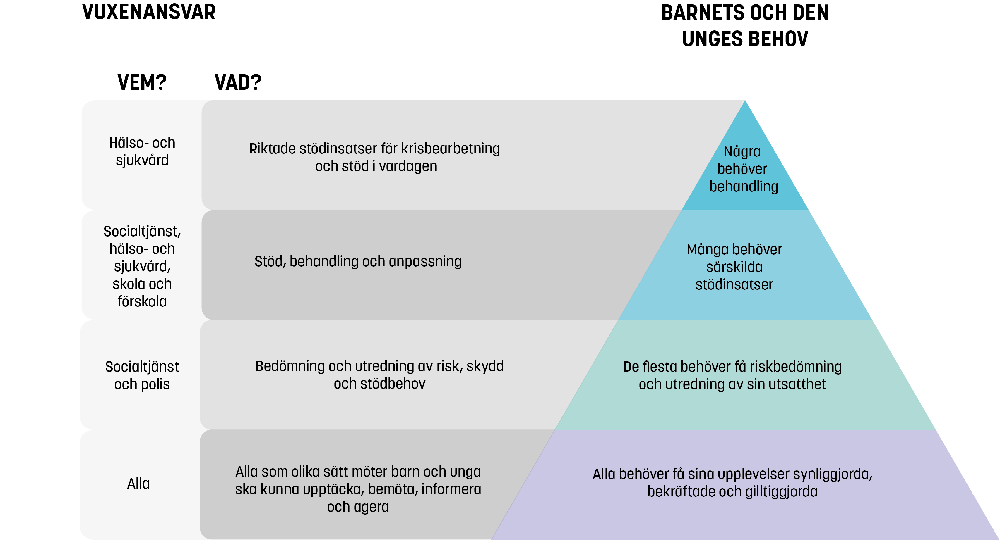 VUXENANSVAR
BARNETS OCH DEN
UNGES BEHOV
VEM?
VAD?
Hälso- och
sjukvård
Riktade stödinsatser för krisbearbetning
och stöd i vardagen
Några
behöver
behandling
Socialtjänst,
hälso- och
sjukvård,
skola och
förskola
Stöd, behandling och anpassning
Många behöver
särskilda
stödinsatser
Socialtjänst
och polis
Bedömning och utredning av risk, skydd
och stödbehov
De flesta behöver få riskbedömning
och utredning av sin utsatthet
Alla
Alla som olika sätt möter barn och unga
ska kunna upptäcka, bemöta, informera
och agera
Alla behöver få sina upplevelser synliggjorda,
bekräftade och gilltiggjorda